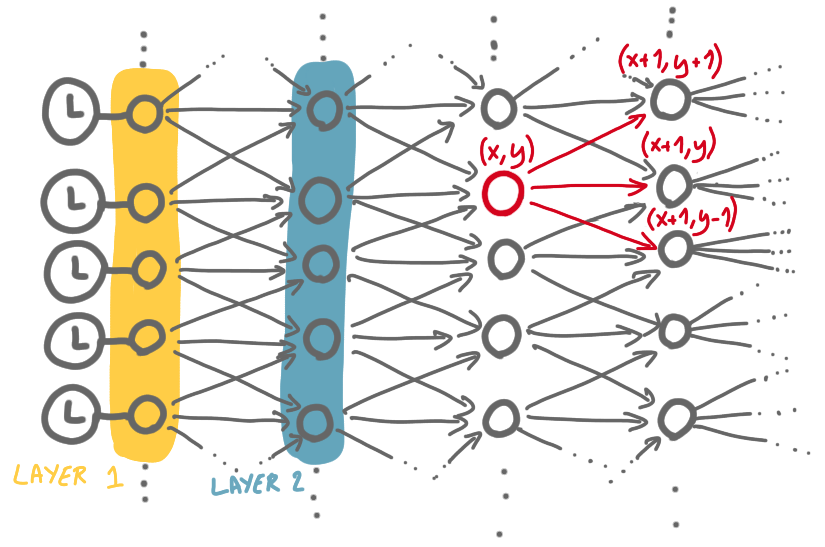 (x+1, y+1)
L
(x, y)
(x+1, y)
L
(x+1, y-1)
L
L
L
LAYER 1
LAYER 2